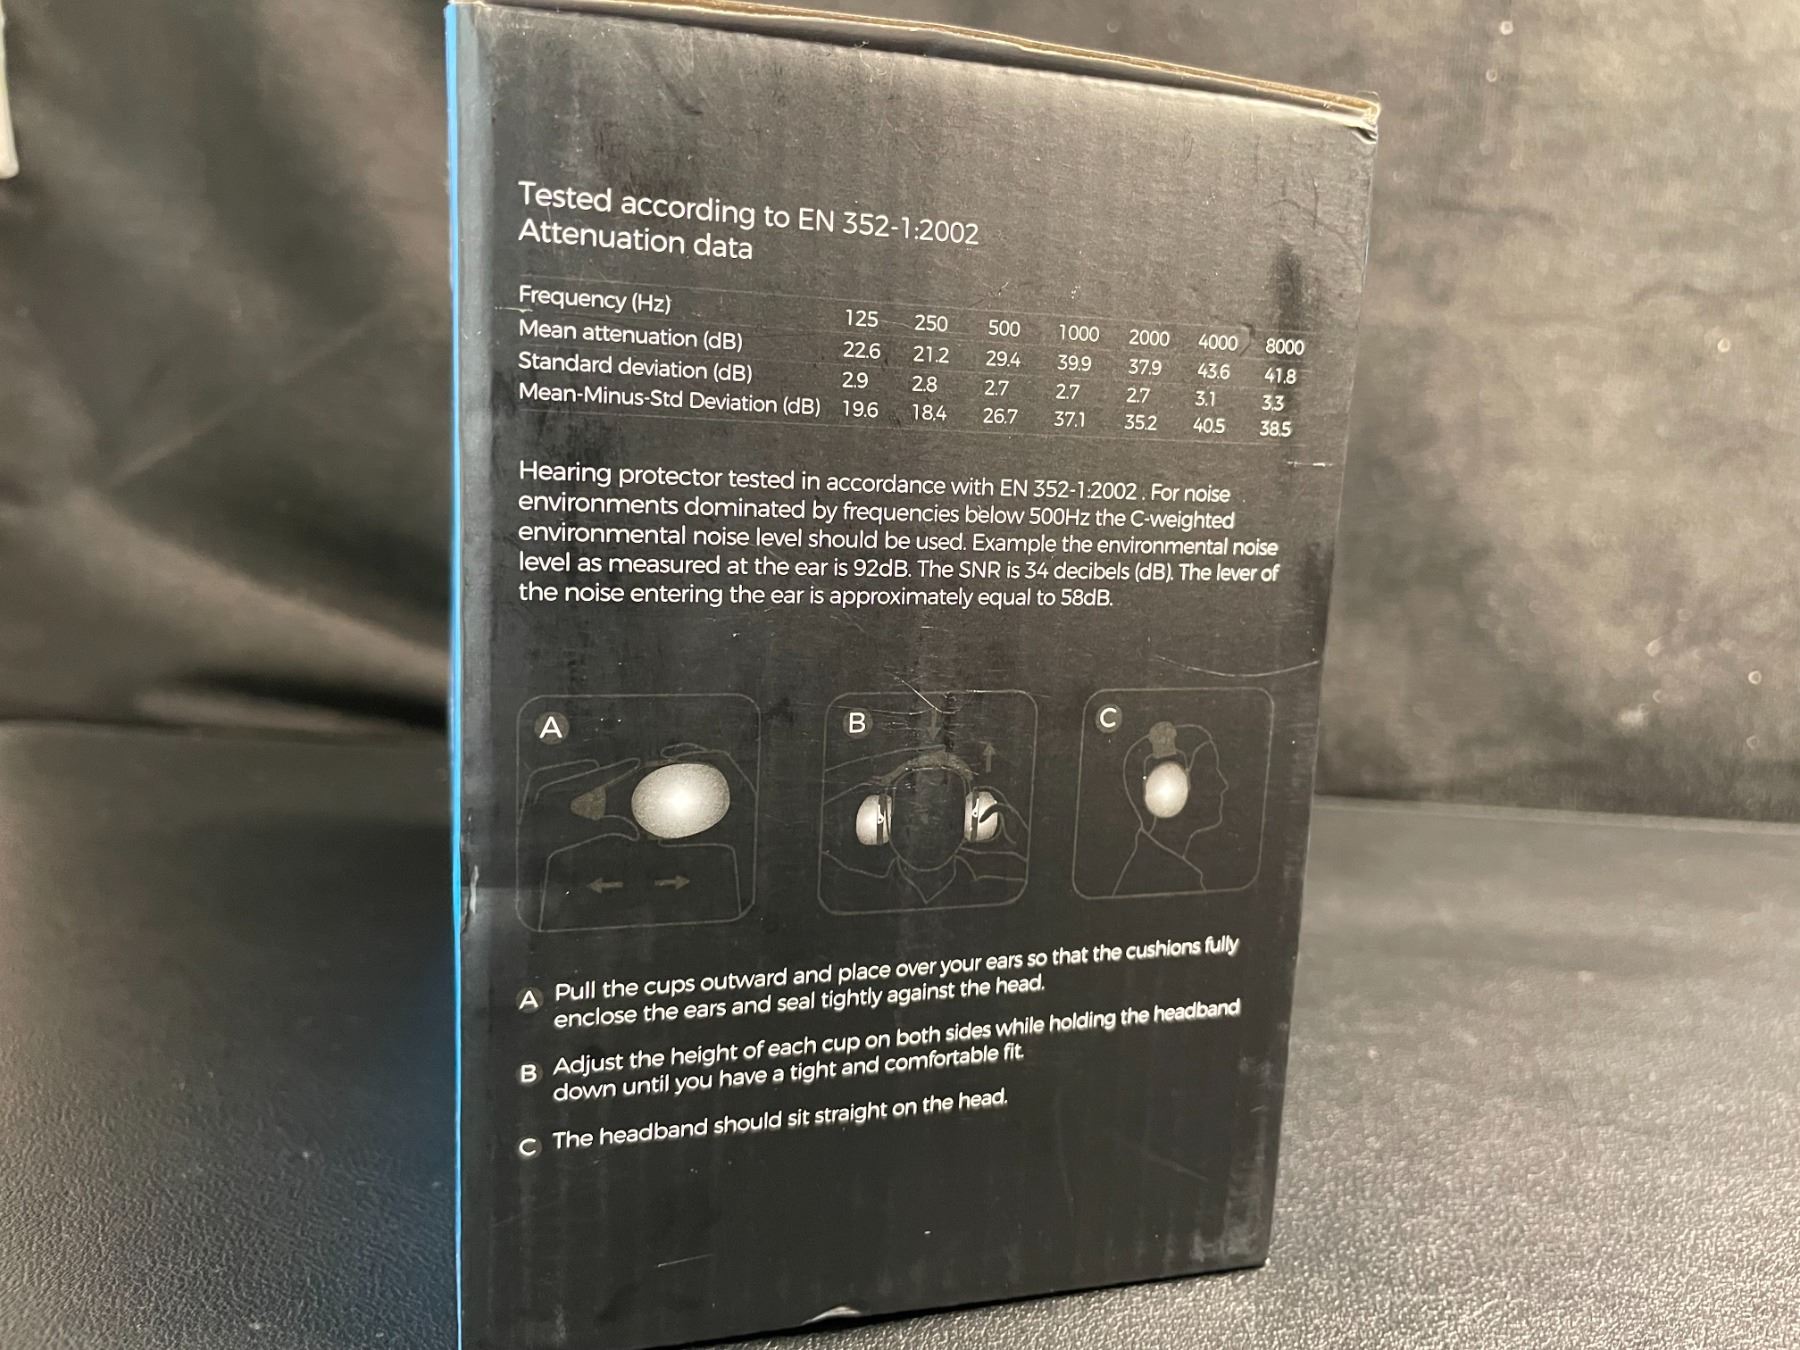 Tested according to EN 352-1:2002
Attenuation data
Frequency (Hz) 125 250 500 1000 2000 4000 8000
Mean attenuation (dB) 22.6 21.2 29.4 39.9 37.9 43.6 41.8
Standard deviation (dB) 2.9 2.8 2.7 2.7 2.7 3.1 3.3
Mean-Minus-Std Deviation (dB) 19.6 18.4 26.7 37.1 35.2 40.5 38.5
Hearing protector tested in accordance with EN 352-1:2002. For noise
environments dominated by frequencies below 500Hz the C-weighted
environmental noise level should be used. Example the environmental noise
level as measured at the ear is 92dB. The SNR is 34 decibels (dB). The lever of
the noise entering the ear is approximately equal to 58dB.
A B C
A Pull the cups outward and place over your ears so that the cushions fully
enclose the ears and seal tightly against the head.
B Adjust the height of each cup on both sides while holding the headband
down until you have a tight and comfortable fit.
C The headband should sit straight on the head.